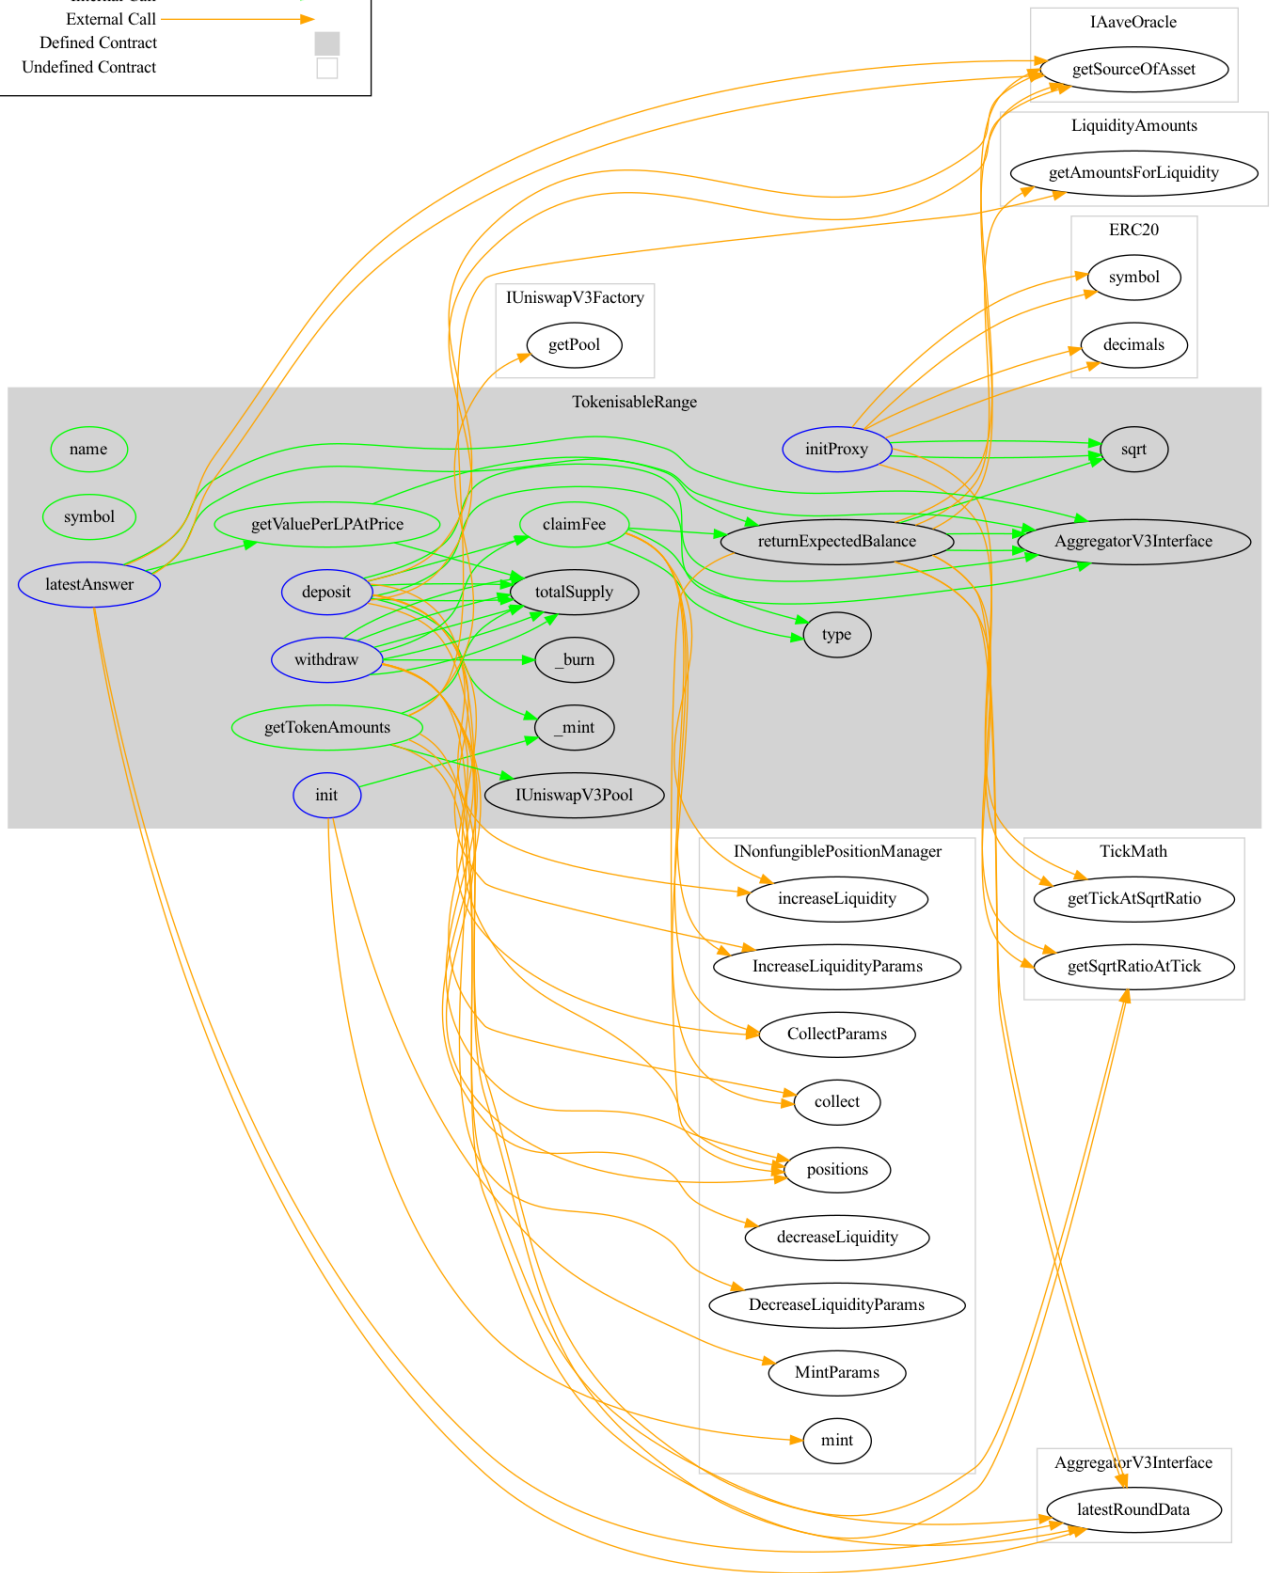 Internal Call
External Call
Defined Contract
Undefined Contract
IAaveOracle
getSourceOfAsset
LiquidityAmounts
getAmountsForLiquidity
ERC20
symbol
decimals
IUniswapV3Factory
getPool
TokenisableRange
name
symbol
latestAnswer
getValuePerLPAtPrice
deposit
withdraw
getTokenAmounts
init
claimFee
totalSupply
_burn
_mint
IUniswapV3Pool
initProxy
returnExpectedBalance
type
sqrt
AggregatorV3Interface
INonfungiblePositionManager
increaseLiquidity
IncreaseLiquidityParams
CollectParams
collect
positions
decreaseLiquidity
DecreaseLiquidityParams
MintParams
mint
TickMath
getTickAtSqrtRatio
getSqrtRatioAtTick
AggregatorV3Interface
latestRoundData